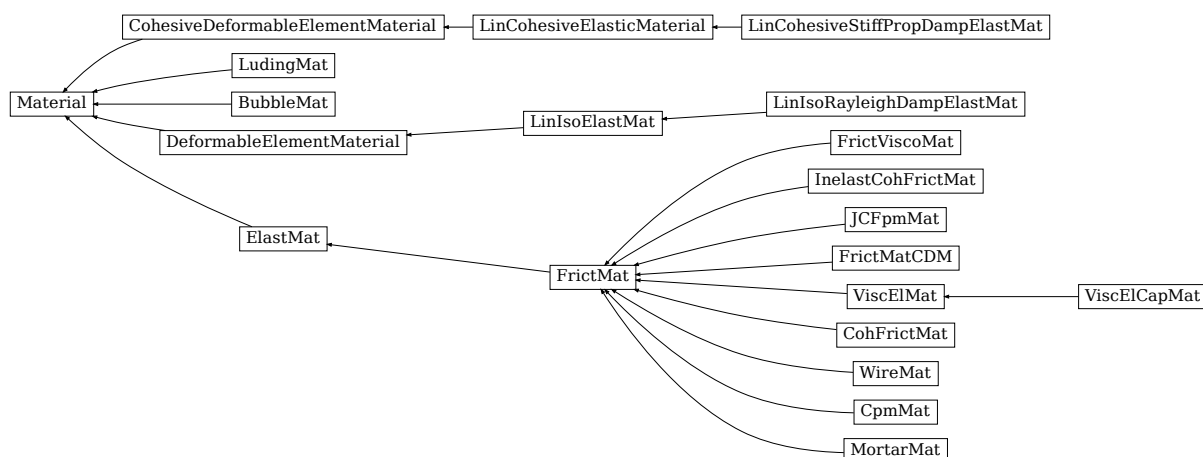 CohesiveDeformableElementMaterial
LinCohesiveElasticMaterial
LinCohesiveStiffPropDampElastMat
LudingMat
Material
BubbleMat
LinIsoRayleighDampElastMat
LinIsoElastMat
DeformableElementMaterial
FrictViscoMat
InelastCohFrictMat
JCFpmMat
ElastMat
FrictMatCDM
FrictMat
ViscElMat
ViscElCapMat
CohFrictMat
WireMat
CpmMat
MortarMat